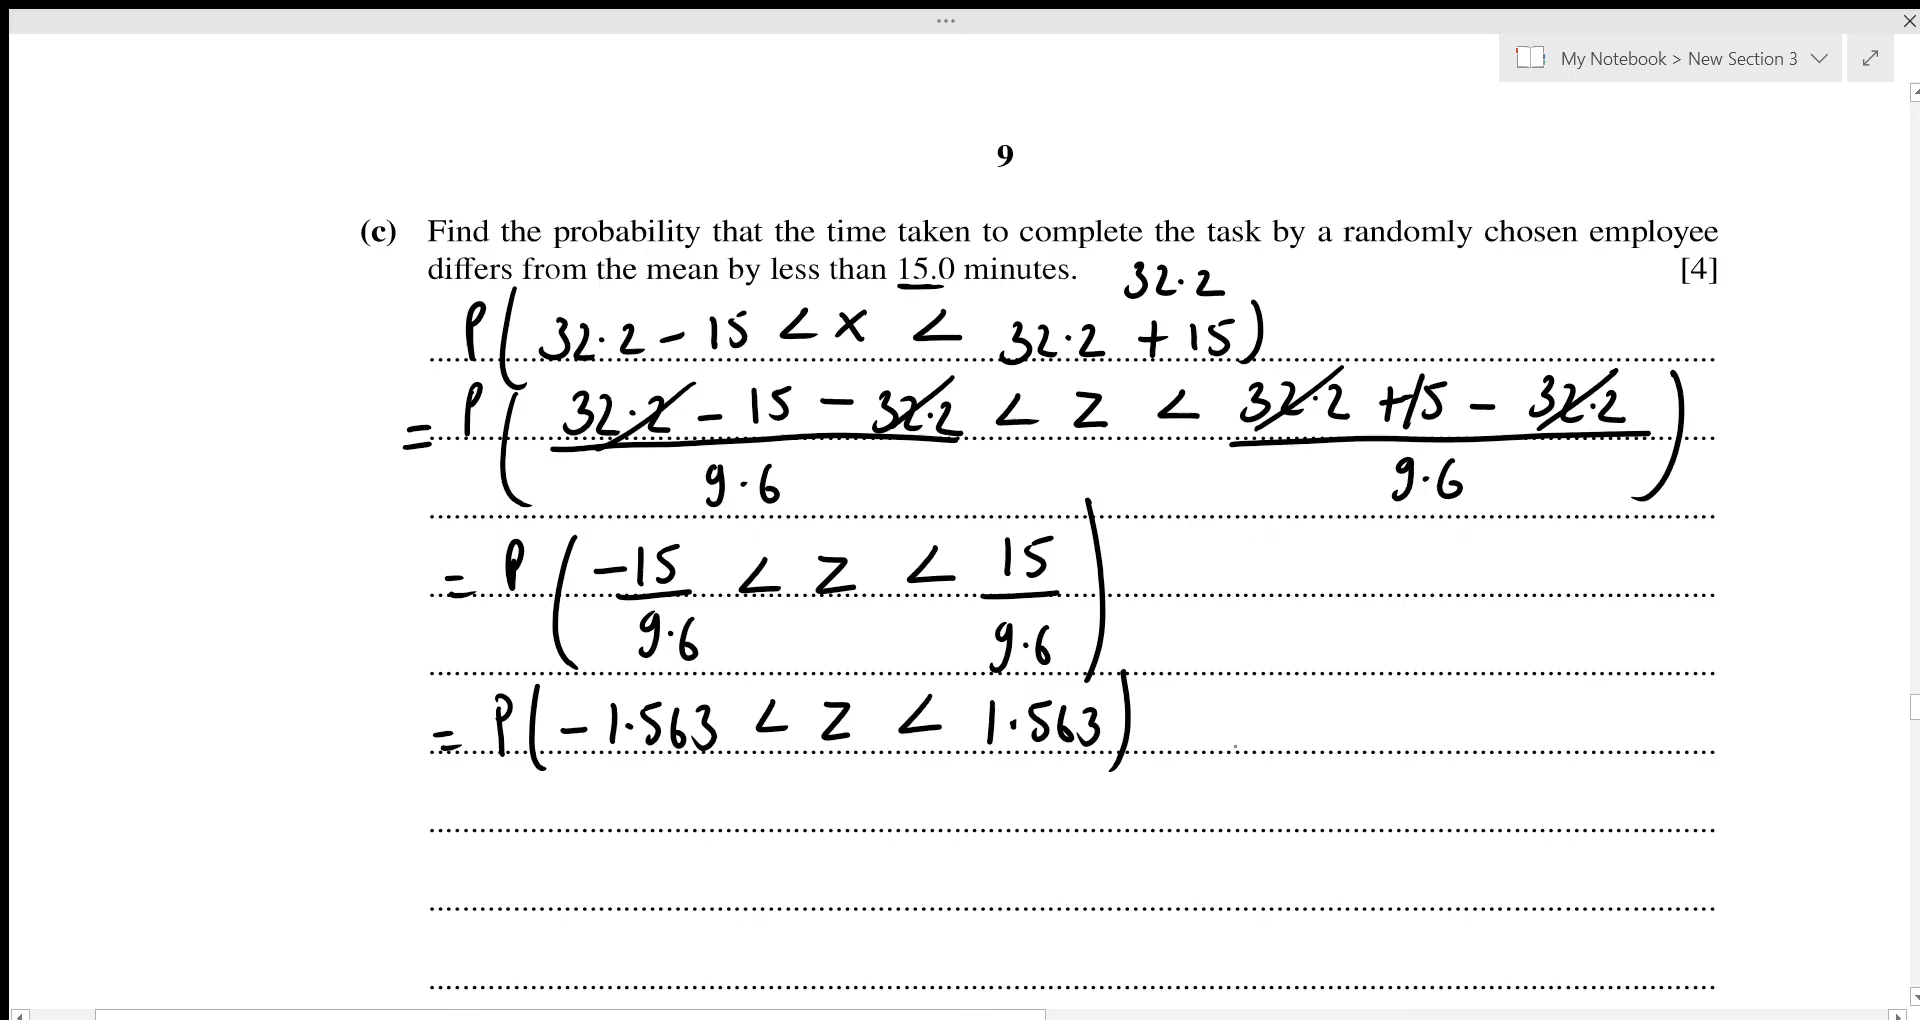 My Notebook > New Section 3
9
(c) Find the probability that the time taken to complete the task by a randomly chosen employee
differs from the mean by less than 15.0 minutes. [4]
32.2
P(32.2 - 15 < x < 32.2 + 15)
= P((32.2 - 15 - 32.2)/9.6 < Z < (32.2 + 15 - 32.2)/9.6)
= P(-15/9.6 < Z < 15/9.6)
= P(-1.563 < Z < 1.563)